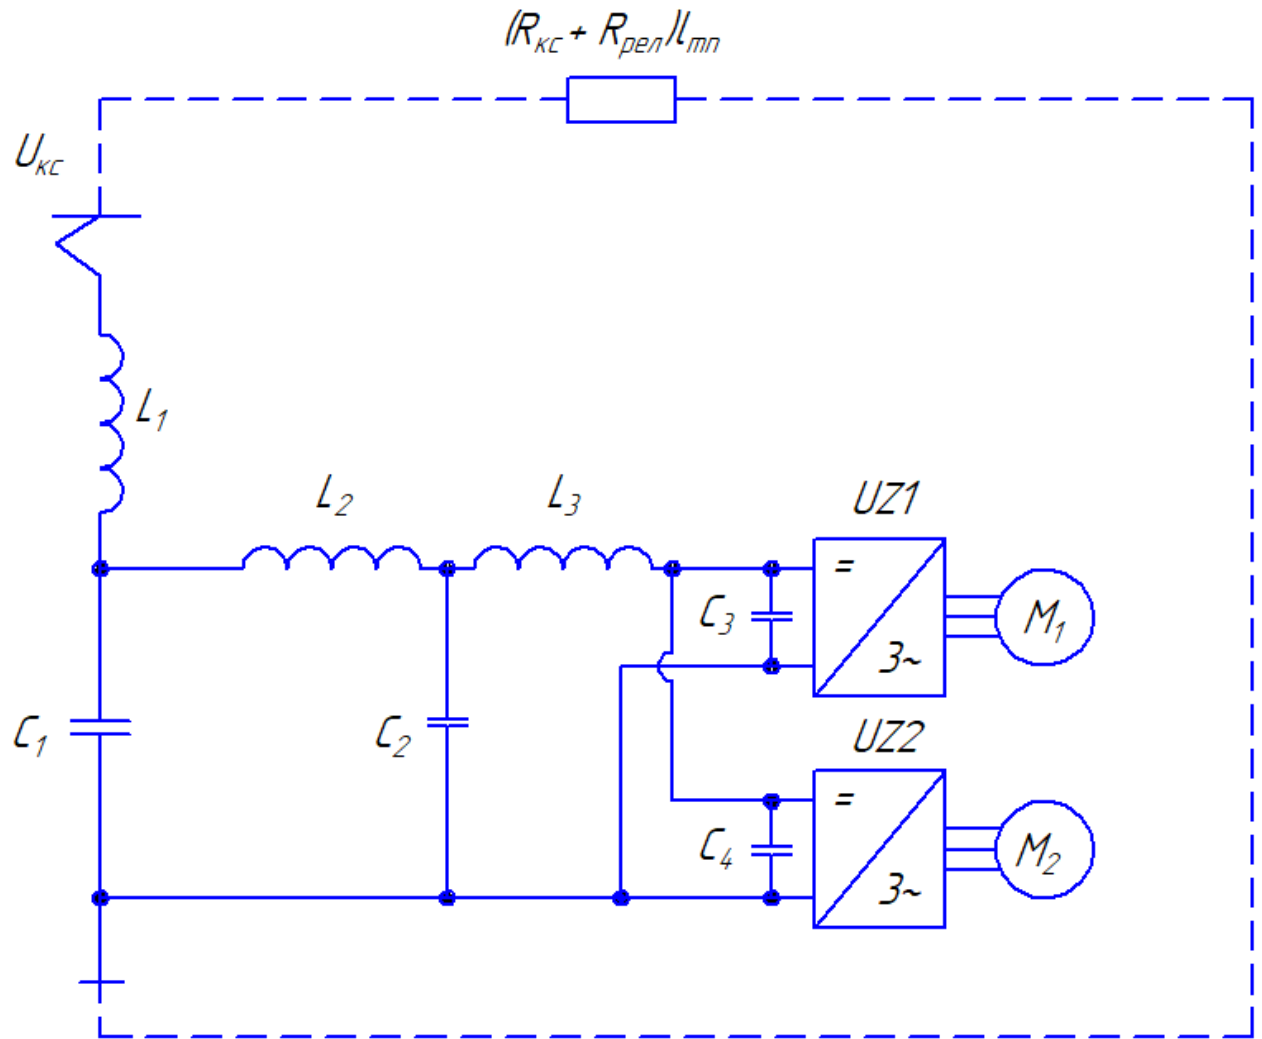 (Rкс + Rрел)lтп
Uкс
L1
L2
L3
UZ1
=
C3
M1
3~
C1
C2
UZ2
=
C4
M2
3~